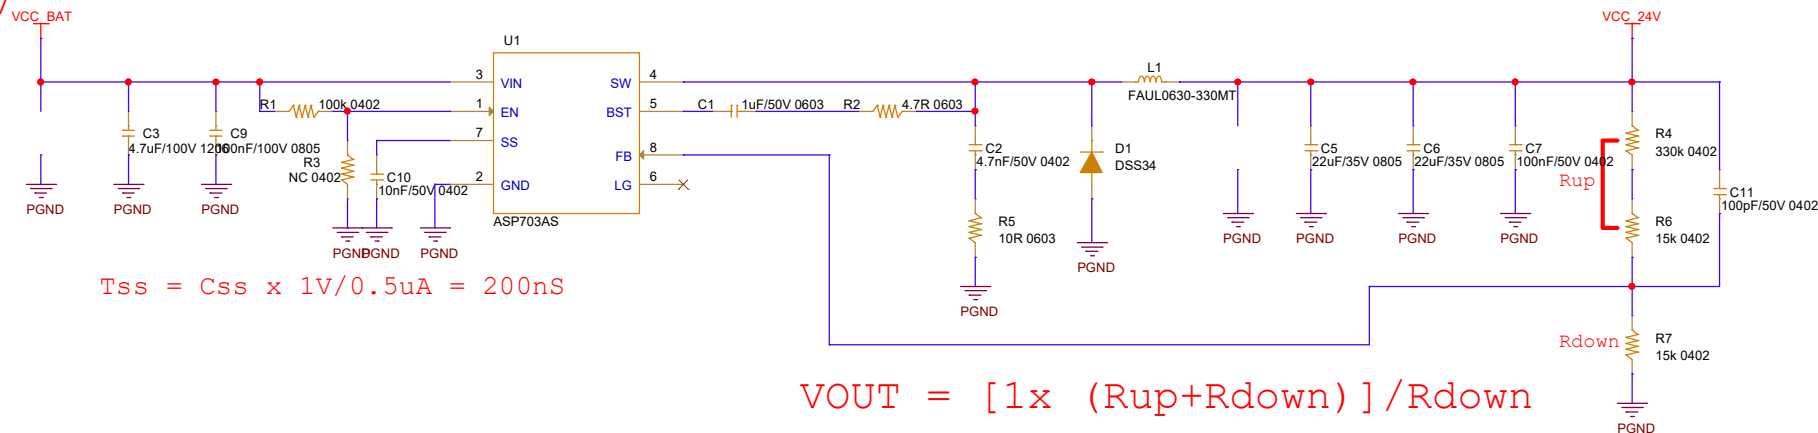 VCC_BAT
VCC_24V
U1
3 VIN SW 4
L1
FAUL0630-330MT
R1 100k 0402
1 EN BST 5
C1 1uF/50V 0603
R2 4.7R 0603
C3
4.7uF/100V 1206
C9
100nF/100V 0805
7 SS
FB 8
R3
NC 0402
C10
10nF/50V 0402
2 GND
LG 6
ASP703AS
C2
4.7nF/50V 0402
D1
DSS34
R5
10R 0603
C5
22uF/35V 0805
C6
22uF/35V 0805
C7
100nF/50V 0402
R4
330k 0402
Rup
R6
15k 0402
C11
100pF/50V 0402
PGND
PGND
PGND
PGND
PGND
PGND
PGND
PGND
PGND
PGND
PGND
PGND
Tss = Css x 1V/0.5uA = 200nS
Rdown
R7
15k 0402
VOUT = [1x (Rup+Rdown)]/Rdown
PGND